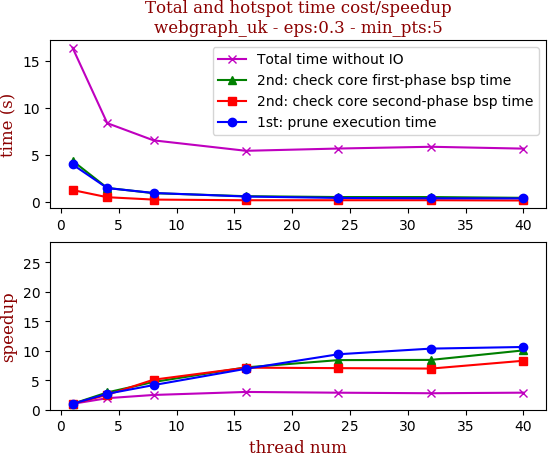 Total and hotspot time cost/speedup
webgraph_uk - eps:0.3 - min_pts:5
time (s)
15
10
5
0
Total time without IO
2nd: check core first-phase bsp time
2nd: check core second-phase bsp time
1st: prune execution time
0 5 10 15 20 25 30 35 40
speedup
25
20
15
10
5
0
0 5 10 15 20 25 30 35 40
thread num